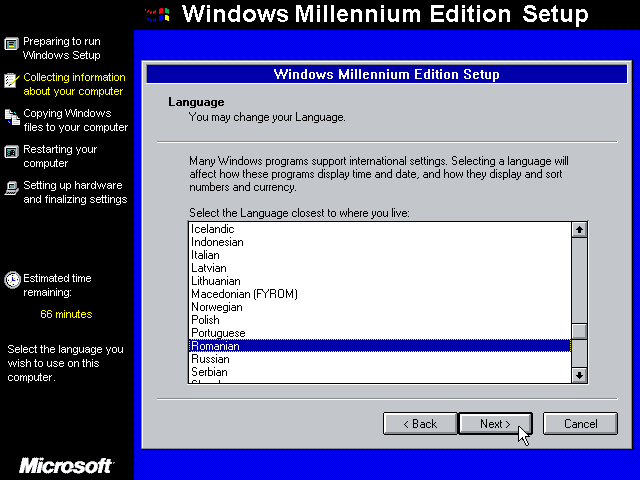 Windows Millennium Edition Setup
Preparing to run
Windows Setup
Collecting information
about your computer
Copying Windows
files to your computer
Restarting your
computer
Setting up hardware
and finalizing settings
Estimated time
remaining:
66 minutes
Select the language you
wish to use on this
computer.
Microsoft
Windows Millennium Edition Setup
Language
You may change your Language.
Many Windows programs support international settings. Selecting a language will
affect how these programs display time and date, and how they display and sort
numbers and currency.
Select the Language closest to where you live:
Icelandic
Indonesian
Italian
Latvian
Lithuanian
Macedonian (FYROM)
Norwegian
Polish
Portuguese
Romanian
Russian
Serbian
< Back
Next >
Cancel